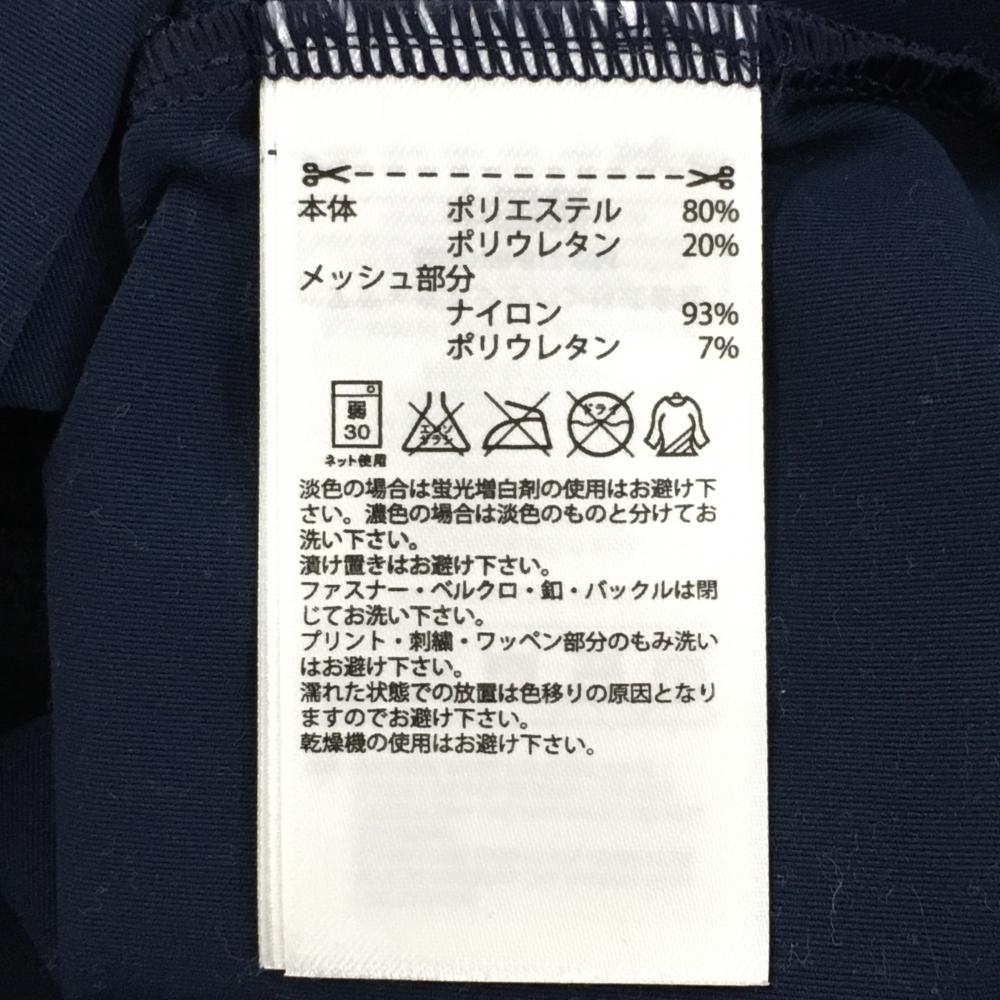 本体 ポリエステル 80%
ポリウレタン 20%
メッシュ部分
ナイロン 93%
ポリウレタン 7%
弱
30
ネット使用
エンソ
サラシ
ドライ
淡色の場合は蛍光増白剤の使用はお避け下
さい。濃色の場合は淡色のものと分けてお
洗い下さい。
漬け置きはお避け下さい。
ファスナー・ベルクロ・釦・バックルは閉
じてお洗い下さい。
プリント・刺繍・ワッペン部分のもみ洗い
はお避け下さい。
濡れた状態での放置は色移りの原因となり
ますのでお避け下さい。
乾燥機の使用はお避け下さい。